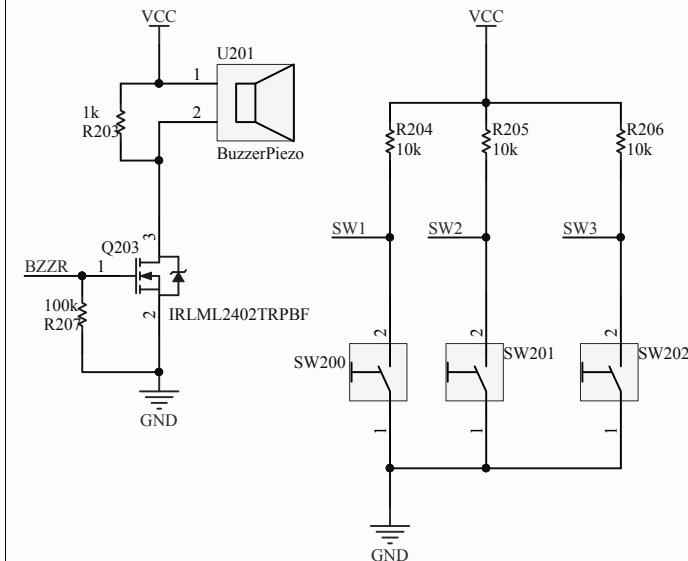 VCC
U201
1
2
1k
R203
BuzzerPiezo
3
Q203
BZZR
1
100k
R207
2
IRLML2402TRPBF
GND
VCC
R204
10k
R205
10k
R206
10k
SW1
SW2
SW3
2
2
2
SW200
SW201
SW202
1
1
1
GND